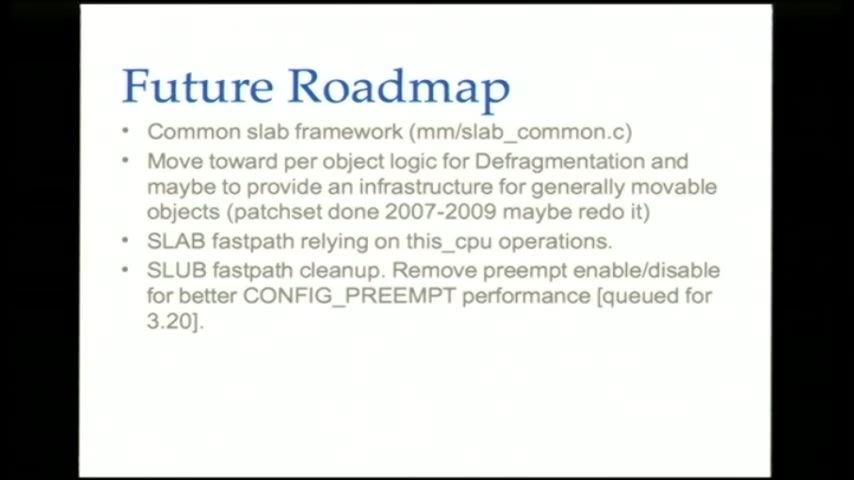 Future Roadmap
• Common slab framework (mm/slab_common.c)
• Move toward per object logic for Defragmentation and
maybe to provide an infrastructure for generally movable
objects (patchset done 2007-2009 maybe redo it)
• SLAB fastpath relying on this_cpu operations.
• SLUB fastpath cleanup. Remove preempt enable/disable
for better CONFIG_PREEMPT performance [queued for
3.20].